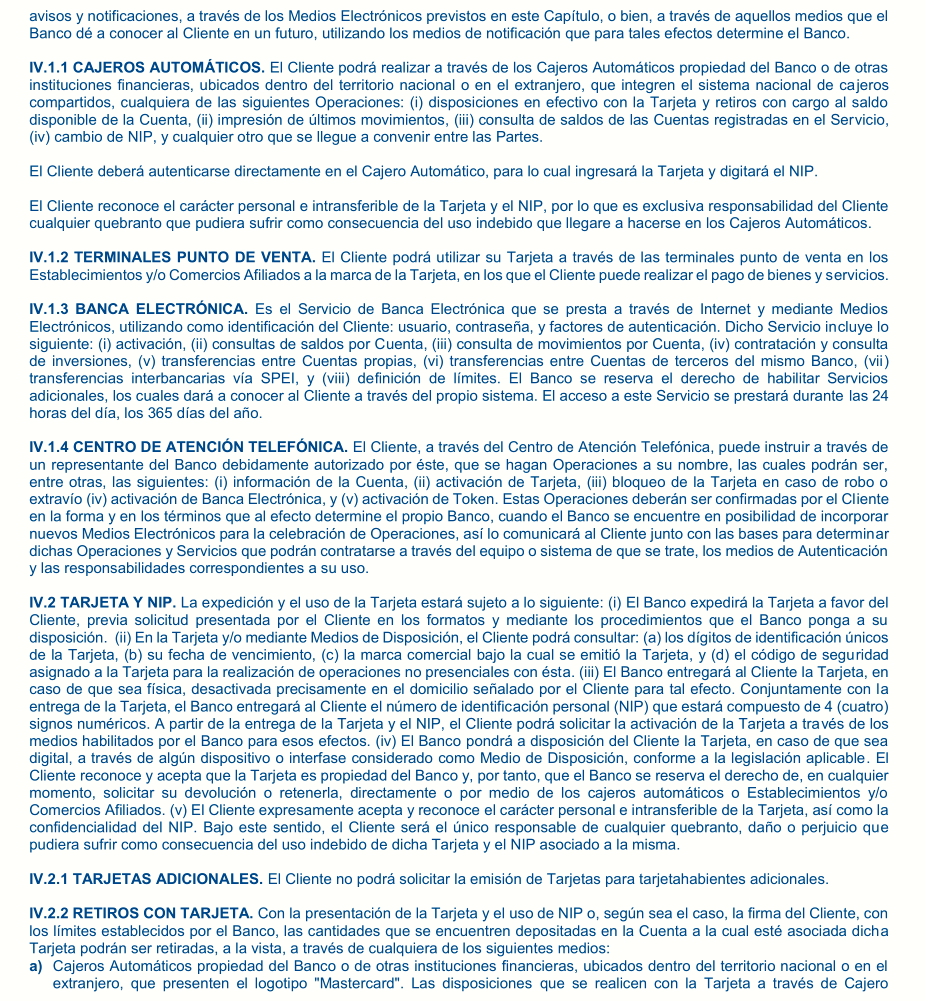 avisos y notificaciones, a través de los Medios Electrónicos previstos en este Capítulo, o bien, a través de aquellos medios que el
Banco dé a conocer al Cliente en un futuro, utilizando los medios de notificación que para tales efectos determine el Banco.
IV.1.1 CAJEROS AUTOMÁTICOS. El Cliente podrá realizar a través de los Cajeros Automáticos propiedad del Banco o de otras
instituciones financieras, ubicados dentro del territorio nacional o en el extranjero, que integren el sistema nacional de cajeros
compartidos, cualquiera de las siguientes Operaciones: (i) disposiciones en efectivo con la Tarjeta y retiros con cargo al saldo
disponible de la Cuenta, (ii) impresión de últimos movimientos, (iii) consulta de saldos de las Cuentas registradas en el Servicio,
(iv) cambio de NIP, y cualquier otro que se llegue a convenir entre las Partes.
El Cliente deberá autenticarse directamente en el Cajero Automático, para lo cual ingresará la Tarjeta y digitará el NIP.
El Cliente reconoce el carácter personal e intransferible de la Tarjeta y el NIP, por lo que es exclusiva responsabilidad del Cliente
cualquier quebranto que pudiera sufrir como consecuencia del uso indebido que llegare a hacerse en los Cajeros Automáticos.
IV.1.2 TERMINALES PUNTO DE VENTA. El Cliente podrá utilizar su Tarjeta a través de las terminales punto de venta en los
Establecimientos y/o Comercios Afiliados a la marca de la Tarjeta, en los que el Cliente puede realizar el pago de bienes y servicios.
IV.1.3 BANCA ELECTRÓNICA. Es el Servicio de Banca Electrónica que se presta a través de Internet y mediante Medios
Electrónicos, utilizando como identificación del Cliente: usuario, contraseña, y factores de autenticación. Dicho Servicio incluye lo
siguiente: (i) activación, (ii) consultas de saldos por Cuenta, (iii) consulta de movimientos por Cuenta, (iv) contratación y consulta
de inversiones, (v) transferencias entre Cuentas propias, (vi) transferencias entre Cuentas de terceros del mismo Banco, (vii)
transferencias interbancarias vía SPEI, y (viii) definición de límites. El Banco se reserva el derecho de habilitar Servicios
adicionales, los cuales dará a conocer al Cliente a través del propio sistema. El acceso a este Servicio se prestará durante las 24
horas del día, los 365 días del año.
IV.1.4 CENTRO DE ATENCIÓN TELEFÓNICA. El Cliente, a través del Centro de Atención Telefónica, puede instruir a través de
un representante del Banco debidamente autorizado por éste, que se hagan Operaciones a su nombre, las cuales podrán ser,
entre otras, las siguientes: (i) información de la Cuenta, (ii) activación de Tarjeta, (iii) bloqueo de la Tarjeta en caso de robo o
extravío (iv) activación de Banca Electrónica, y (v) activación de Token. Estas Operaciones deberán ser confirmadas por el Cliente
en la forma y en los términos que al efecto determine el propio Banco, cuando el Banco se encuentre en posibilidad de incorporar
nuevos Medios Electrónicos para la celebración de Operaciones, así lo comunicará al Cliente junto con las bases para determinar
dichas Operaciones y Servicios que podrán contratarse a través del equipo o sistema de que se trate, los medios de Autenticación
y las responsabilidades correspondientes a su uso.
IV.2 TARJETA Y NIP. La expedición y el uso de la Tarjeta estará sujeto a lo siguiente: (i) El Banco expedirá la Tarjeta a favor del
Cliente, previa solicitud presentada por el Cliente en los formatos y mediante los procedimientos que el Banco ponga a su
disposición. (ii) En la Tarjeta y/o mediante Medios de Disposición, el Cliente podrá consultar: (a) los dígitos de identificación únicos
de la Tarjeta, (b) su fecha de vencimiento, (c) la marca comercial bajo la cual se emitió la Tarjeta, y (d) el código de seguridad
asignado a la Tarjeta para la realización de operaciones no presenciales con ésta. (iii) El Banco entregará al Cliente la Tarjeta, en
caso de que sea física, desactivada precisamente en el domicilio señalado por el Cliente para tal efecto. Conjuntamente con la
entrega de la Tarjeta, el Banco entregará al Cliente el número de identificación personal (NIP) que estará compuesto de 4 (cuatro)
signos numéricos. A partir de la entrega de la Tarjeta y el NIP, el Cliente podrá solicitar la activación de la Tarjeta a través de los
medios habilitados por el Banco para esos efectos. (iv) El Banco pondrá a disposición del Cliente la Tarjeta, en caso de que sea
digital, a través de algún dispositivo o interfase considerado como Medio de Disposición, conforme a la legislación aplicable. El
Cliente reconoce y acepta que la Tarjeta es propiedad del Banco y, por tanto, que el Banco se reserva el derecho de, en cualquier
momento, solicitar su devolución o retenerla, directamente o por medio de los cajeros automáticos o Establecimientos y/o
Comercios Afiliados. (v) El Cliente expresamente acepta y reconoce el carácter personal e intransferible de la Tarjeta, así como la
confidencialidad del NIP. Bajo este sentido, el Cliente será el único responsable de cualquier quebranto, daño o perjuicio que
pudiera sufrir como consecuencia del uso indebido de dicha Tarjeta y el NIP asociado a la misma.
IV.2.1 TARJETAS ADICIONALES. El Cliente no podrá solicitar la emisión de Tarjetas para tarjetahabientes adicionales.
IV.2.2 RETIROS CON TARJETA. Con la presentación de la Tarjeta y el uso de NIP o, según sea el caso, la firma del Cliente, con
los límites establecidos por el Banco, las cantidades que se encuentren depositadas en la Cuenta a la cual esté asociada dicha
Tarjeta podrán ser retiradas, a la vista, a través de cualquiera de los siguientes medios:
a) Cajeros Automáticos propiedad del Banco o de otras instituciones financieras, ubicados dentro del territorio nacional o en el
extranjero, que presenten el logotipo "Mastercard". Las disposiciones que se realicen con la Tarjeta a través de Cajero